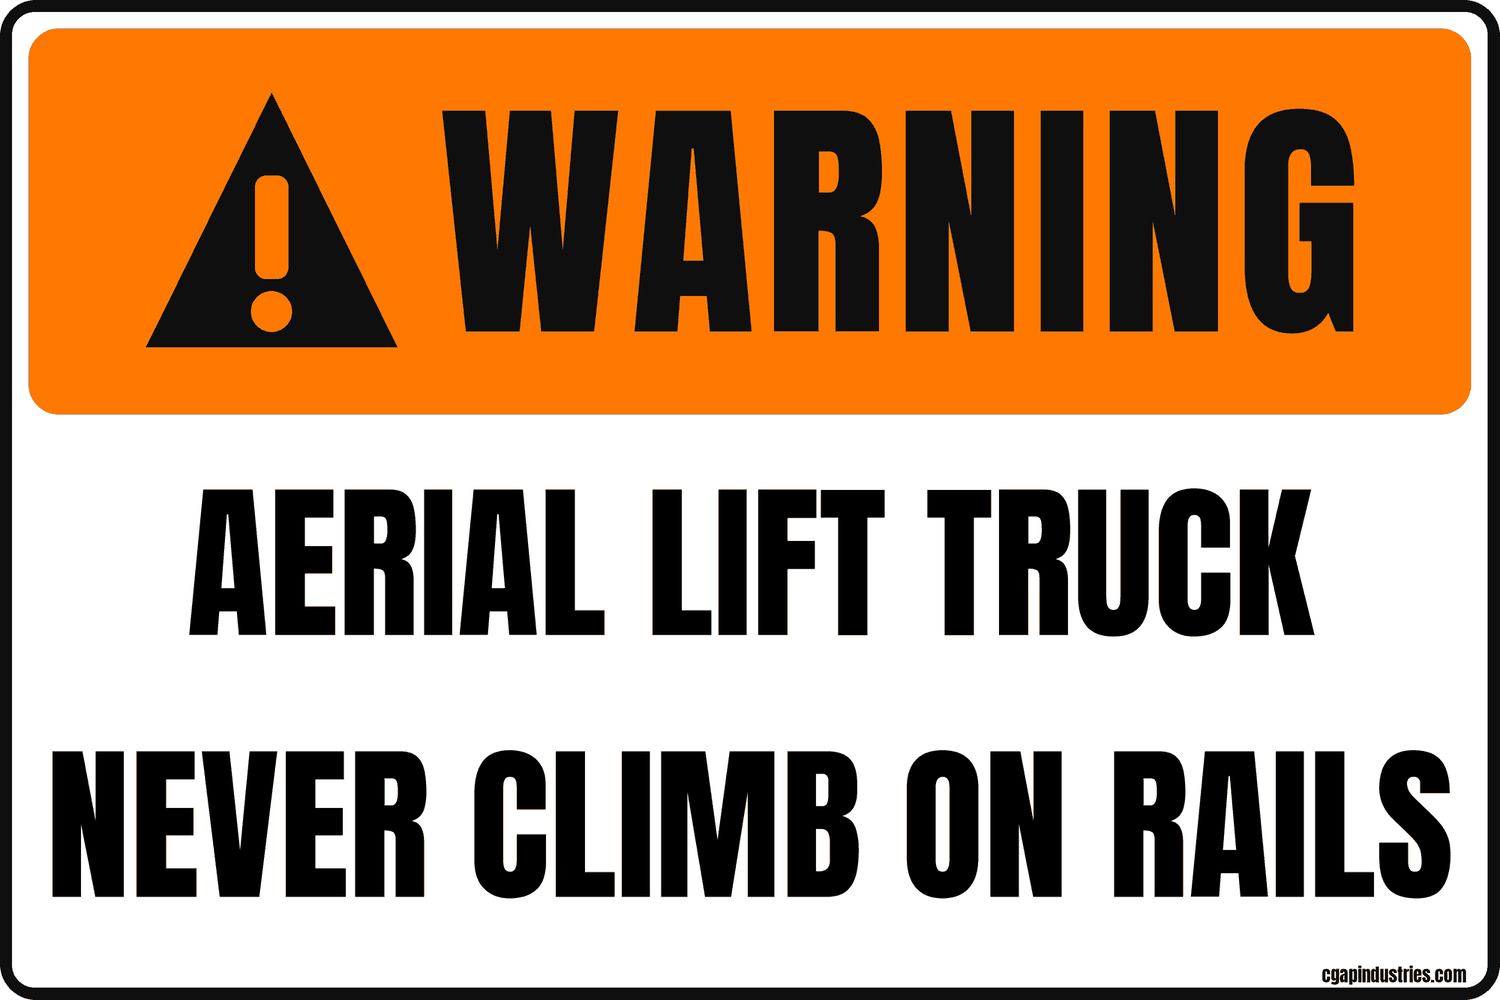 WARNING
AERIAL LIFT TRUCK
NEVER CLIMB ON RAILS
cgapindustries.com